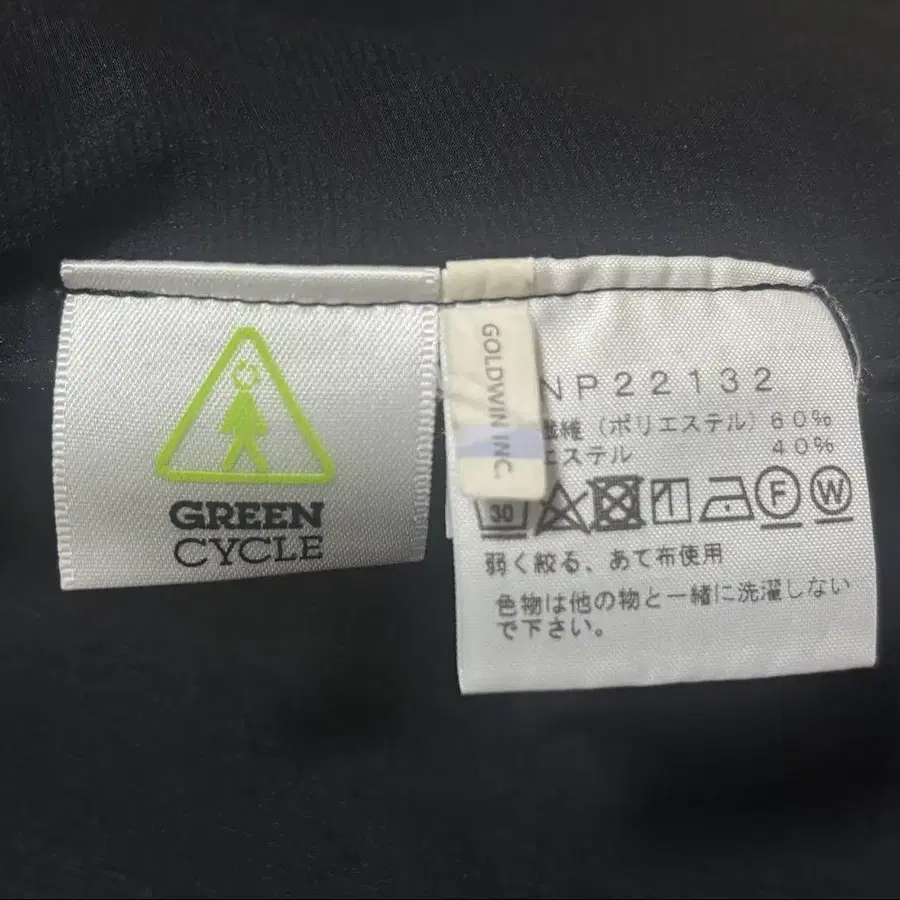 GREEN
CYCLE
GOLDWIN INC.
NP22132
繊維(ポリエステル) 60%
エステル 40%
30
F W
弱く絞る、あて布使用
色物は他の物と一緒に洗濯しない
で下さい。